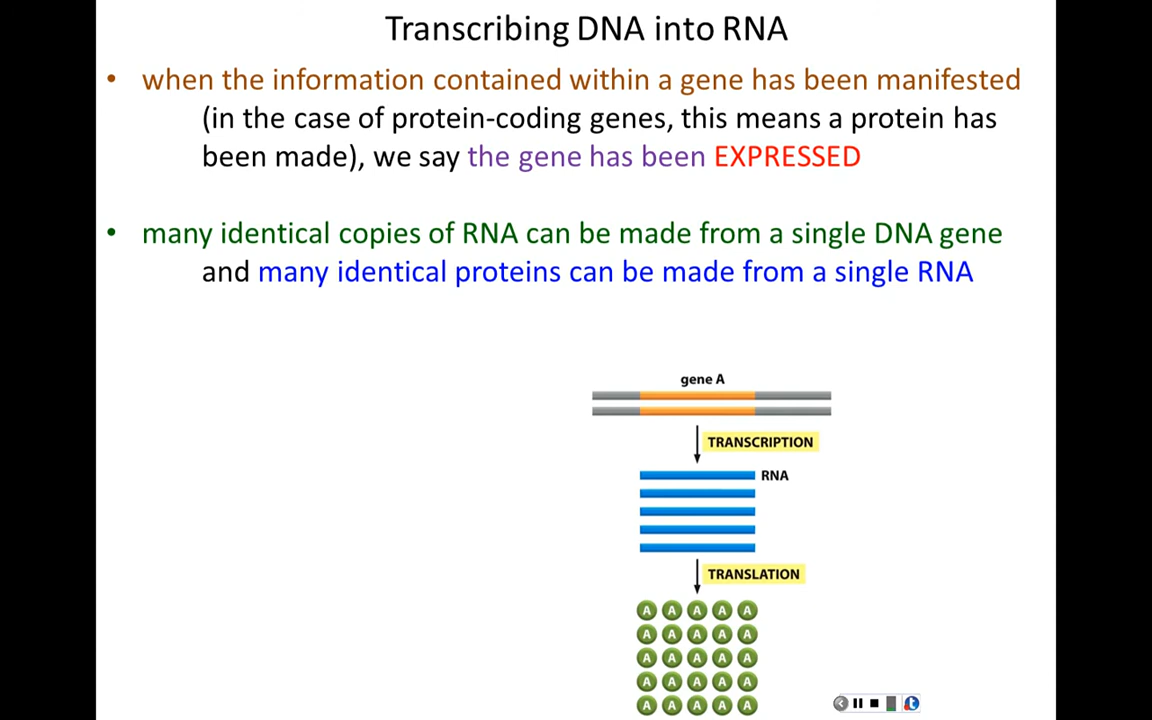 Transcribing DNA into RNA
• when the information contained within a gene has been manifested
(in the case of protein-coding genes, this means a protein has
been made), we say the gene has been EXPRESSED
• many identical copies of RNA can be made from a single DNA gene
and many identical proteins can be made from a single RNA
gene A
TRANSCRIPTION
RNA
TRANSLATION
A A A A A
A A A A A
A A A A A
A A A A A
A A A A A
t